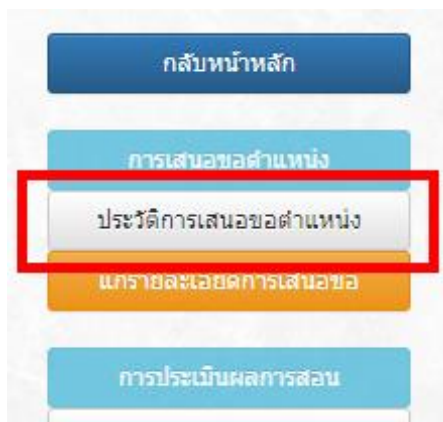 กลับหน้าหลัก
การเสนอขอตำแหน่ง
ประวัติการเสนอขอตำแหน่ง
แก้รายละเอียดการเสนอขอ
การประเมินผลการสอน